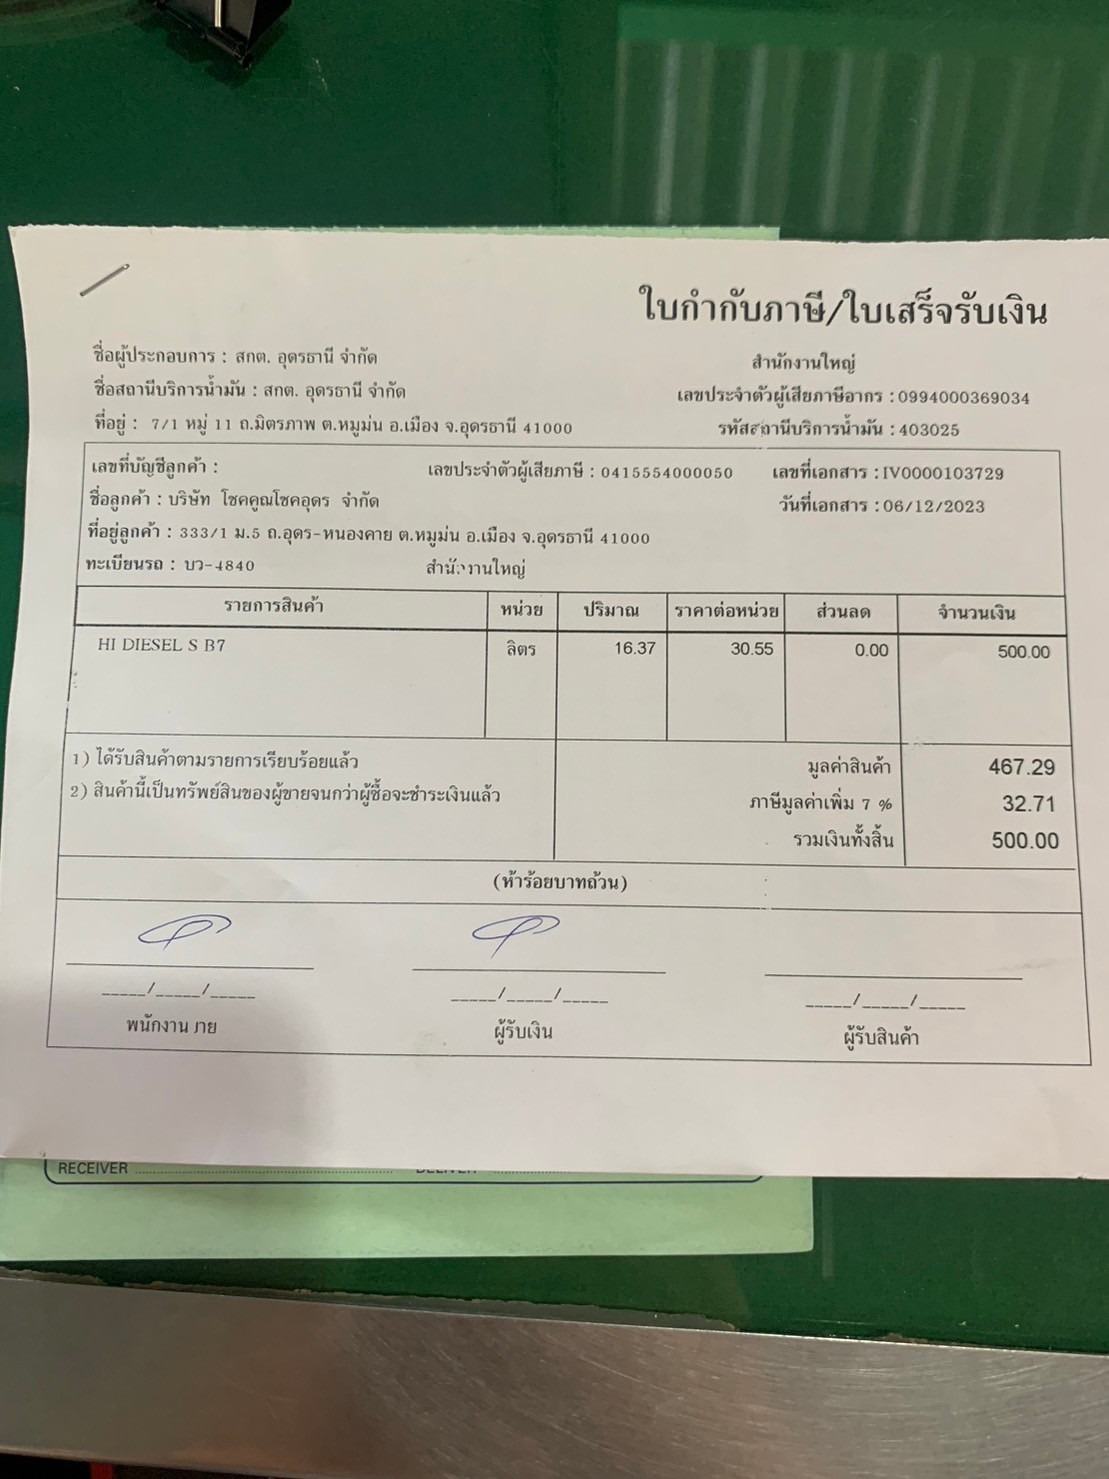 ใบกำกับภาษี/ใบเสร็จรับเงิน
ชื่อผู้ประกอบการ : สกต. อุดรธานี จำกัด
สำนักงานใหญ่
ชื่อสถานีบริการน้ำมัน : สกต. อุดรธานี จำกัด
เลขประจำตัวผู้เสียภาษีอากร : 0994000369034
ที่อยู่ : 7/1 หมู่ 11 ถ.มิตรภาพ ต.หมูม่น อ.เมือง จ.อุดรธานี 41000
รหัสสถานีบริการน้ำมัน : 403025
เลขที่บัญชีลูกค้า :
เลขประจำตัวผู้เสียภาษี : 0415554000050
เลขที่เอกสาร : IV0000103729
ชื่อลูกค้า : บริษัท โชคคูณโชคอุดร จำกัด
วันที่เอกสาร : 06/12/2023
ที่อยู่ลูกค้า : 333/1 ม.5 ถ.อุดร-หนองคาย ต.หมูม่น อ.เมือง จ.อุดรธานี 41000
ทะเบียนรถ : บว-4840
สำนักงานใหญ่
รายการสินค้า หน่วย ปริมาณ ราคาต่อหน่วย ส่วนลด จำนวนเงิน
HI DIESEL S B7 ลิตร 16.37 30.55 0.00 500.00
1) ได้รับสินค้าตามรายการเรียบร้อยแล้ว
มูลค่าสินค้า 467.29
2) สินค้านี้เป็นทรัพย์สินของผู้ขายจนกว่าผู้ซื้อจะชำระเงินแล้ว
ภาษีมูลค่าเพิ่ม 7 % 32.71
รวมเงินทั้งสิ้น 500.00
(ห้าร้อยบาทถ้วน)
_____/_____/_____ _____/_____/_____ _____/_____/_____
พนักงานขาย ผู้รับเงิน ผู้รับสินค้า
RECEIVER